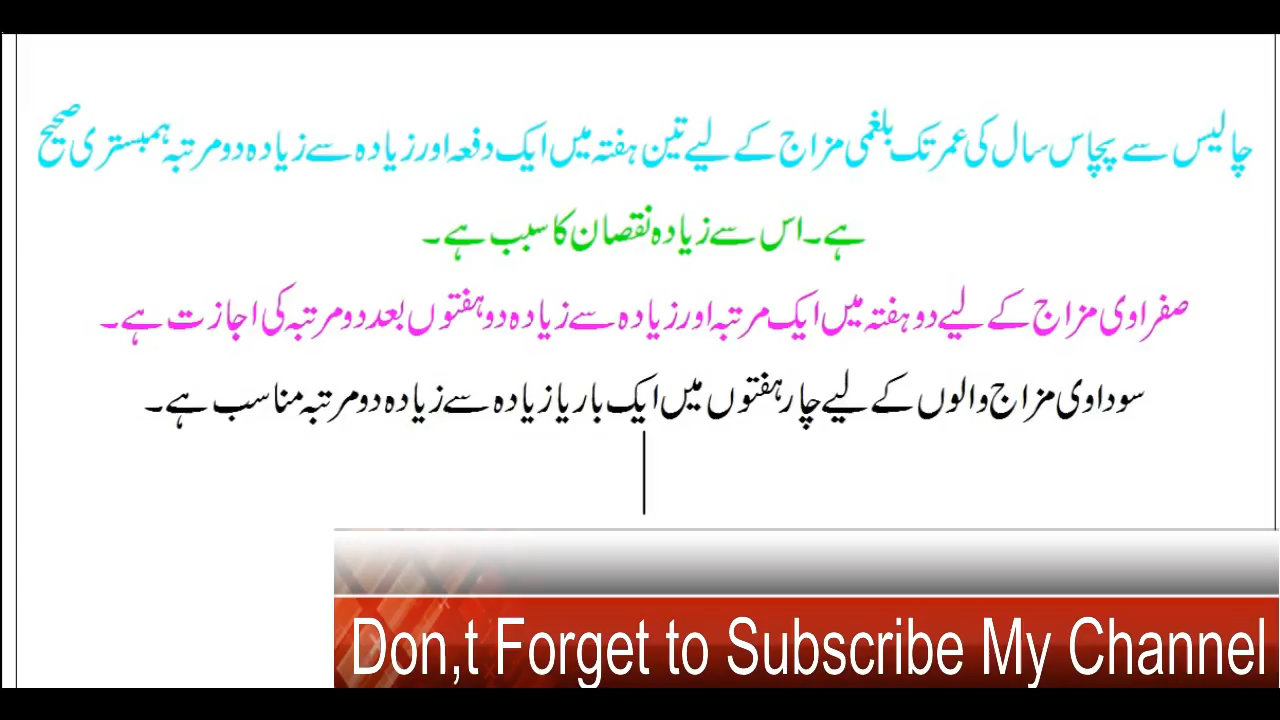 چالیس سے پچاس سال کی عمر تک بلغمی مزاج کے لیے تین ہفتہ میں ایک دفعہ اور زیادہ سے زیادہ دو مرتبہ ہمبستری صحیح
ہے۔ اس سے زیادہ نقصان کا سبب ہے۔
صفراوی مزاج کے لیے دو ہفتہ میں ایک مرتبہ اور زیادہ سے زیادہ دو ہفتوں بعد دو مرتبہ کی اجازت ہے۔
سوداوی مزاج والوں کے لیے چار ہفتوں میں ایک بار یا زیادہ سے زیادہ دو مرتبہ مناسب ہے۔
Don,t Forget to Subscribe My Channel